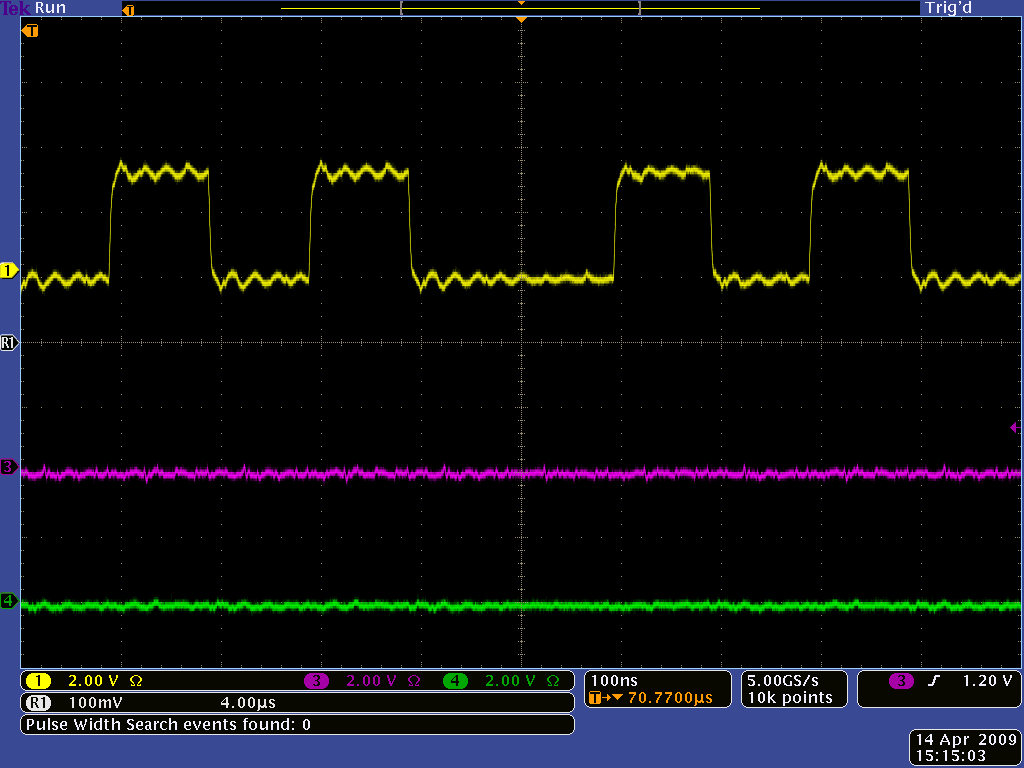 Tek Run Trig'd
T
T
1
R1
3
4
1 2.00 V Ω 3 2.00 V Ω 4 2.00 V Ω
R1 100mV 4.00µs
Pulse Width Search events found: 0
100ns
T→▼ 70.7700µs
5.00GS/s
10k points
3 ʃ 1.20 V
14 Apr 2009
15:15:03